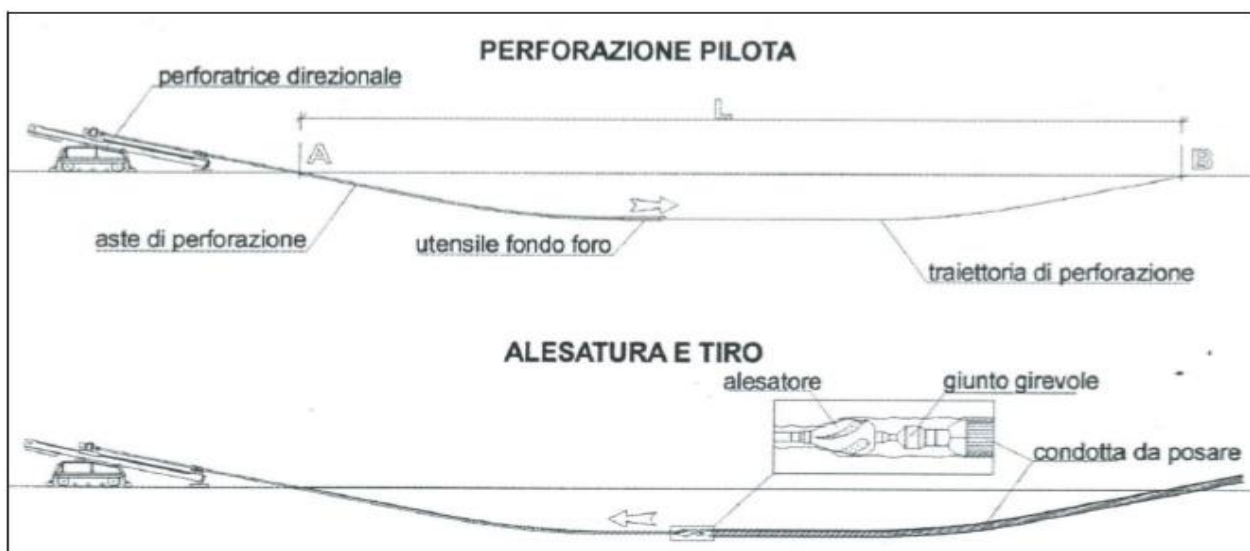 PERFORAZIONE PILOTA
perforatrice direzionale
L
A
B
aste di perforazione
utensile fondo foro
traiettoria di perforazione
ALESATURA E TIRO
alesatore
giunto girevole
condotta da posare